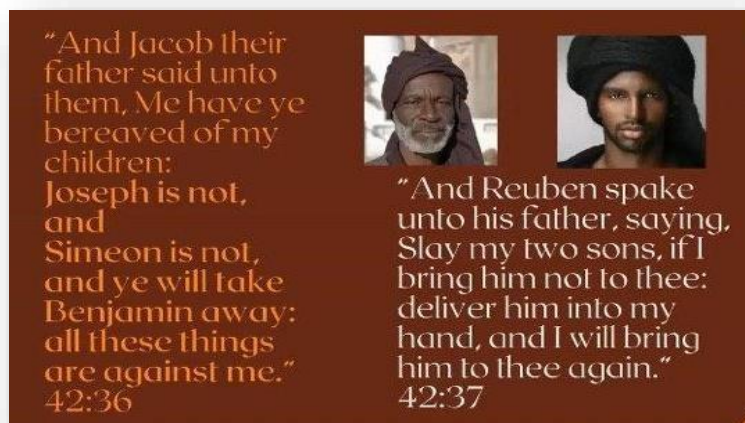 “And Jacob their
father said unto
them, Me have ye
bereaved of my
children:
Joseph is not,
and
Simeon is not,
and ye will take
Benjamin away:
all these things
are against me.”
42:36
“And Reuben spake
unto his father, saying,
Slay my two sons, if I
bring him not to thee:
deliver him into my
hand, and I will bring
him to thee again.”
42:37